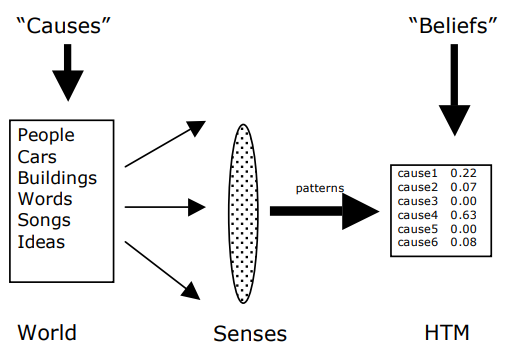 “Causes”
“Beliefs”
People
Cars
Buildings
Words
Songs
Ideas
patterns
cause1 0.22
cause2 0.07
cause3 0.00
cause4 0.63
cause5 0.00
cause6 0.08
World
Senses
HTM